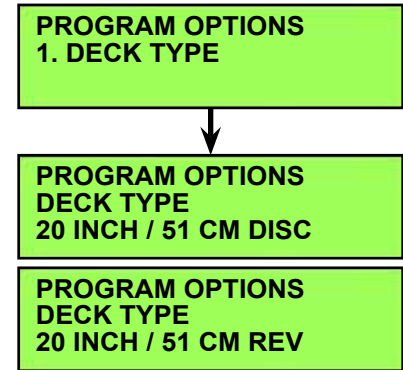 PROGRAM OPTIONS
1. DECK TYPE
PROGRAM OPTIONS
DECK TYPE
20 INCH / 51 CM DISC
PROGRAM OPTIONS
DECK TYPE
20 INCH / 51 CM REV